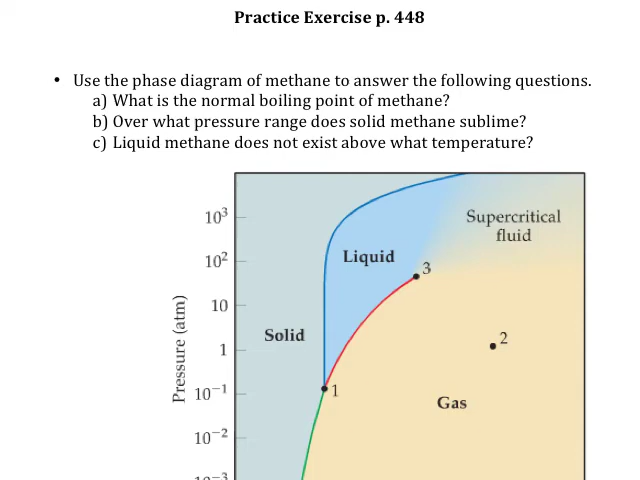 Practice Exercise p. 448
• Use the phase diagram of methane to answer the following questions.
a) What is the normal boiling point of methane?
b) Over what pressure range does solid methane sublime?
c) Liquid methane does not exist above what temperature?
10³
Supercritical
fluid
10²
Liquid
3
10
Solid
1
2
Pressure (atm)
10⁻¹
1
Gas
10⁻²
10⁻³